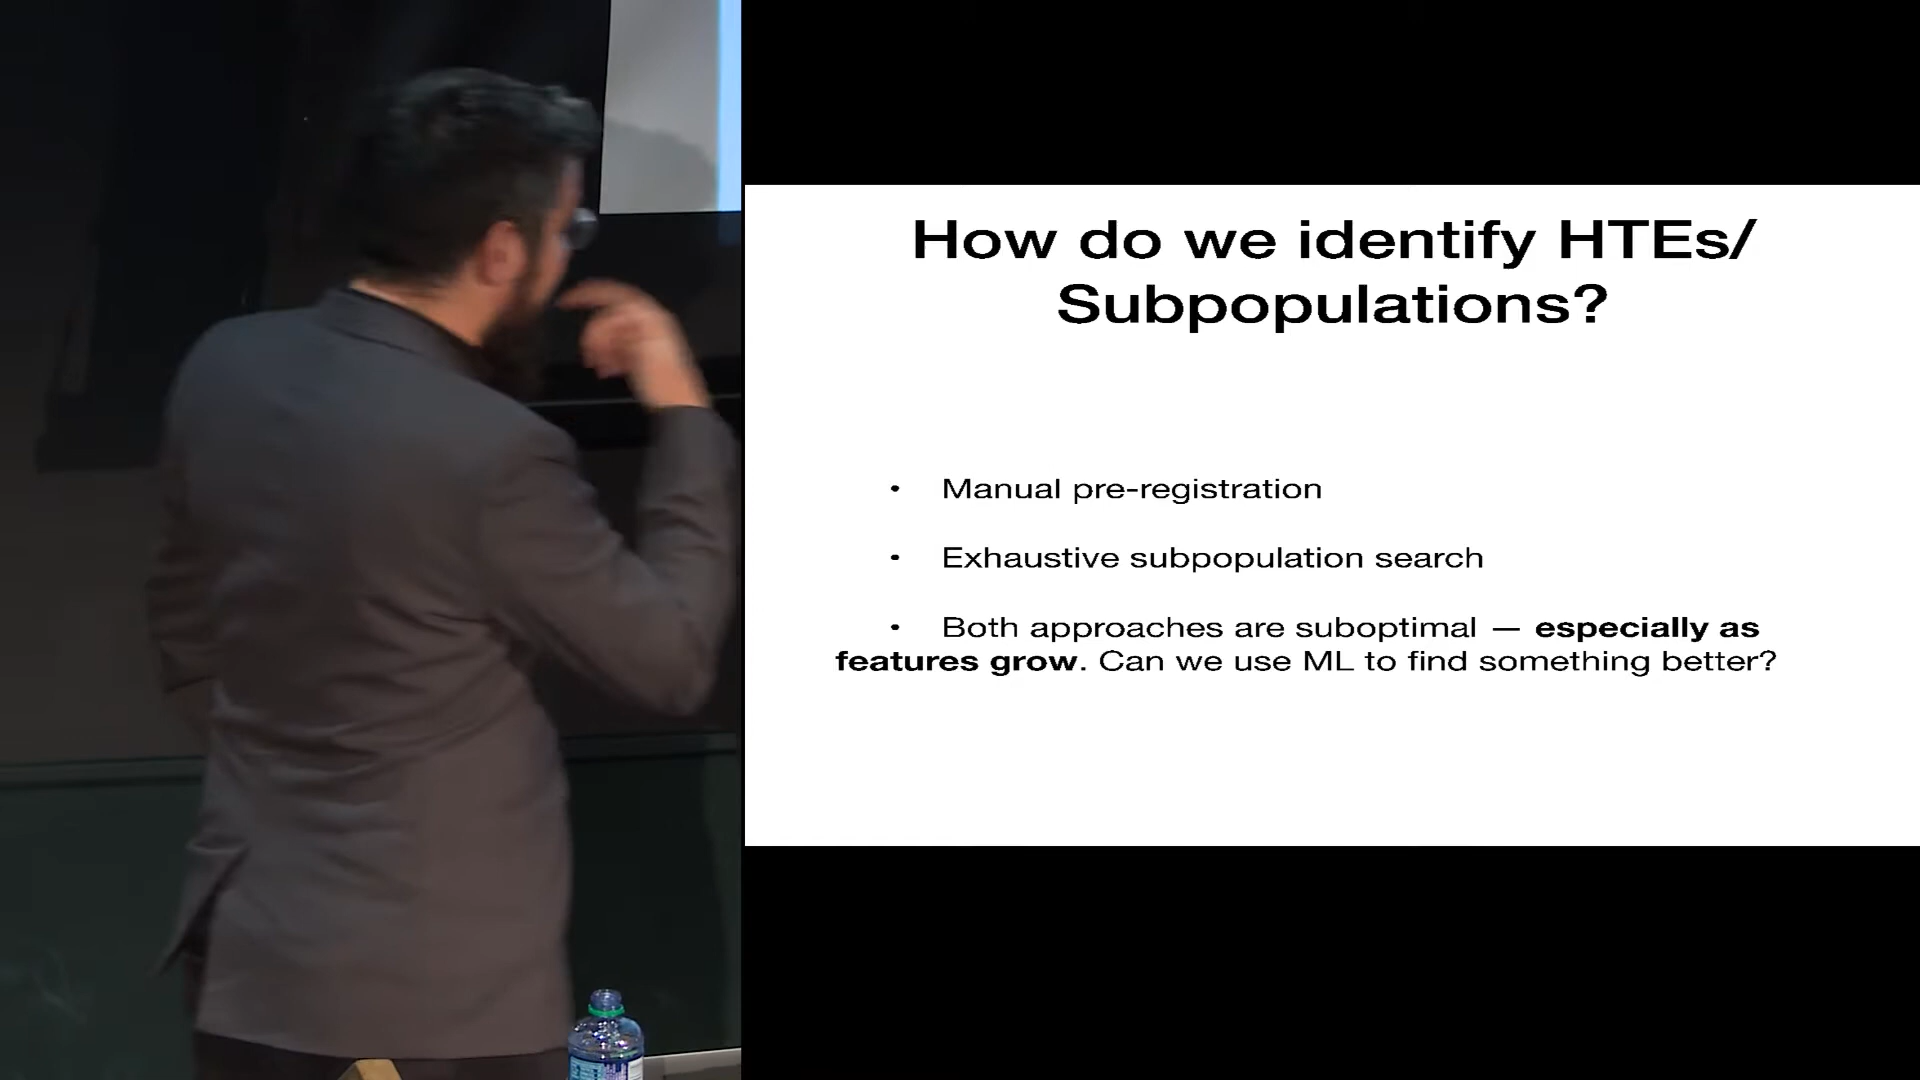 How do we identify HTEs/
Subpopulations?
• Manual pre-registration
• Exhaustive subpopulation search
• Both approaches are suboptimal — especially as
features grow. Can we use ML to find something better?